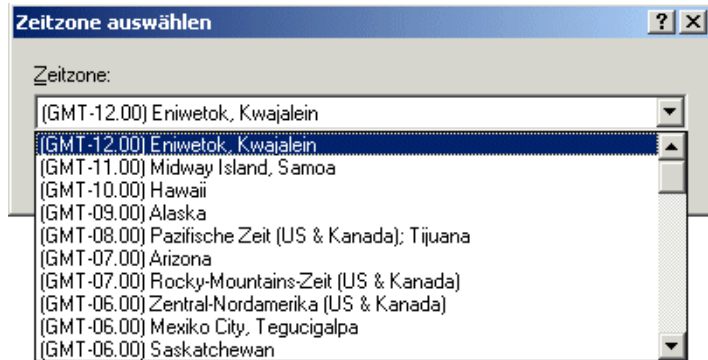 Zeitzone auswählen
Zeitzone:
(GMT-12.00) Eniwetok, Kwajalein
(GMT-12.00) Eniwetok, Kwajalein
(GMT-11.00) Midway Island, Samoa
(GMT-10.00) Hawaii
(GMT-09.00) Alaska
(GMT-08.00) Pazifische Zeit (US & Kanada); Tijuana
(GMT-07.00) Arizona
(GMT-07.00) Rocky-Mountains-Zeit (US & Kanada)
(GMT-06.00) Zentral-Nordamerika (US & Kanada)
(GMT-06.00) Mexiko City, Tegucigalpa
(GMT-06.00) Saskatchewan